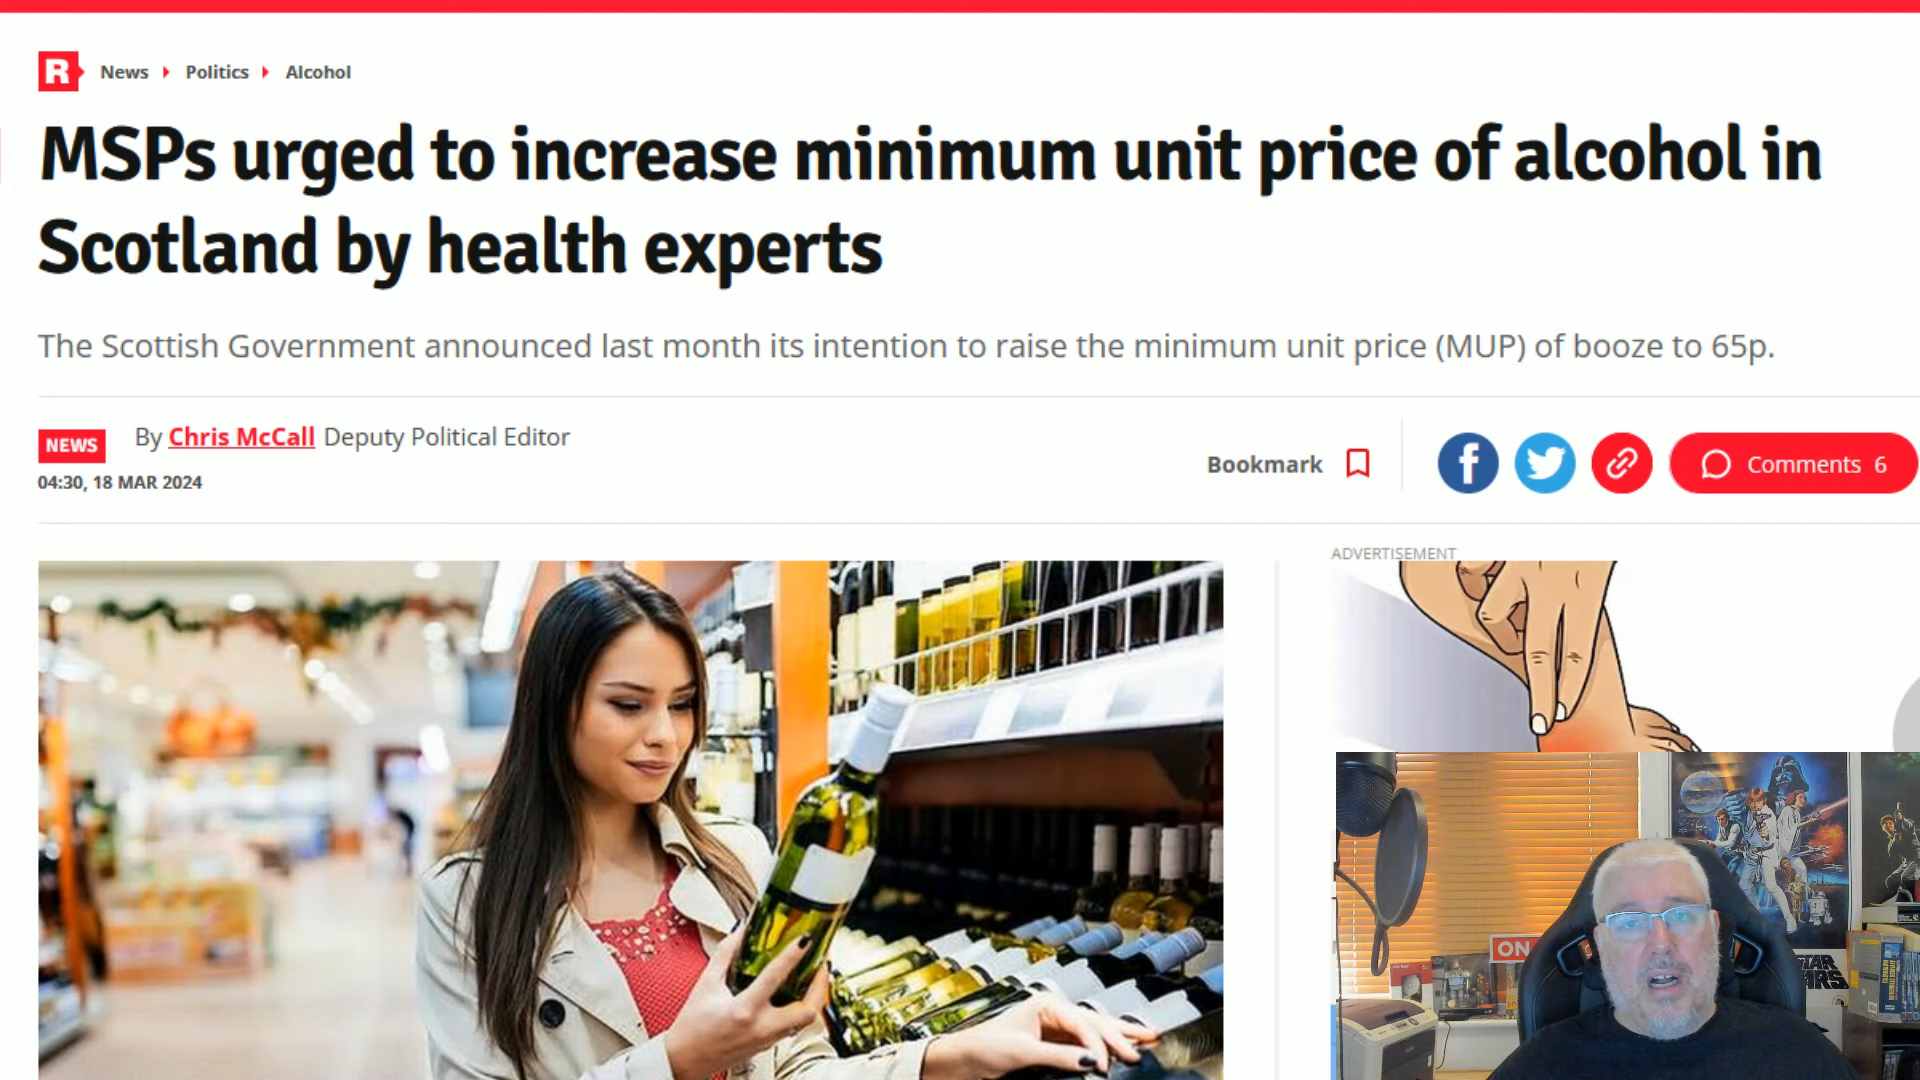 R News Politics Alcohol
MSPs urged to increase minimum unit price of alcohol in
Scotland by health experts
The Scottish Government announced last month its intention to raise the minimum unit price (MUP) of booze to 65p.
NEWS By Chris McCall Deputy Political Editor
04:30, 18 MAR 2024
Bookmark
Comments 6
ADVERTISEMENT
ON
STAR
WARS